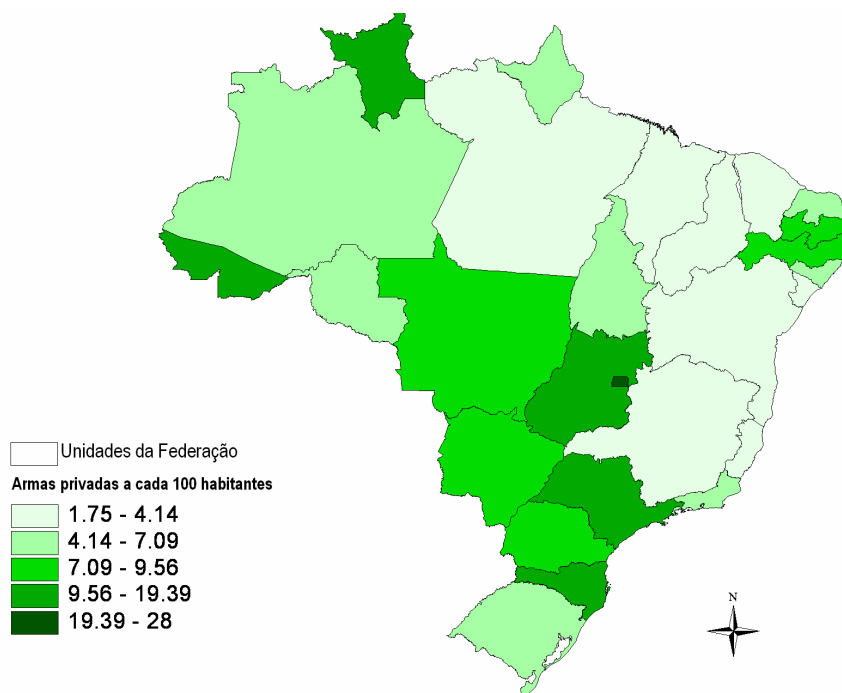 Unidades da Federação
Armas privadas a cada 100 habitantes
1.75 - 4.14
4.14 - 7.09
7.09 - 9.56
9.56 - 19.39
19.39 - 28
N